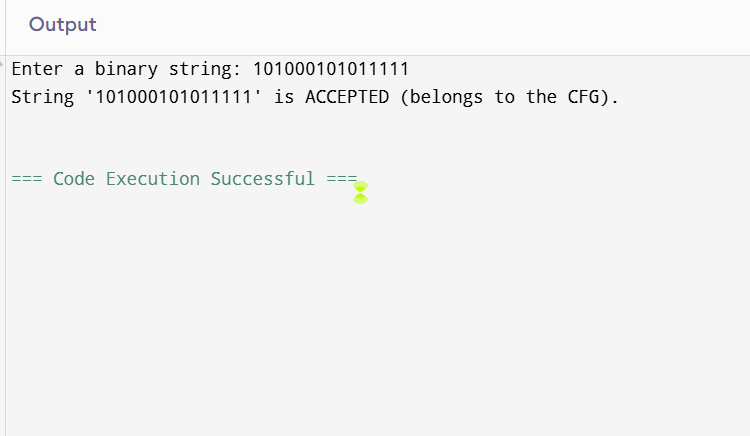 Output
Enter a binary string: 101000101011111
String '101000101011111' is ACCEPTED (belongs to the CFG).
=== Code Execution Successful ===